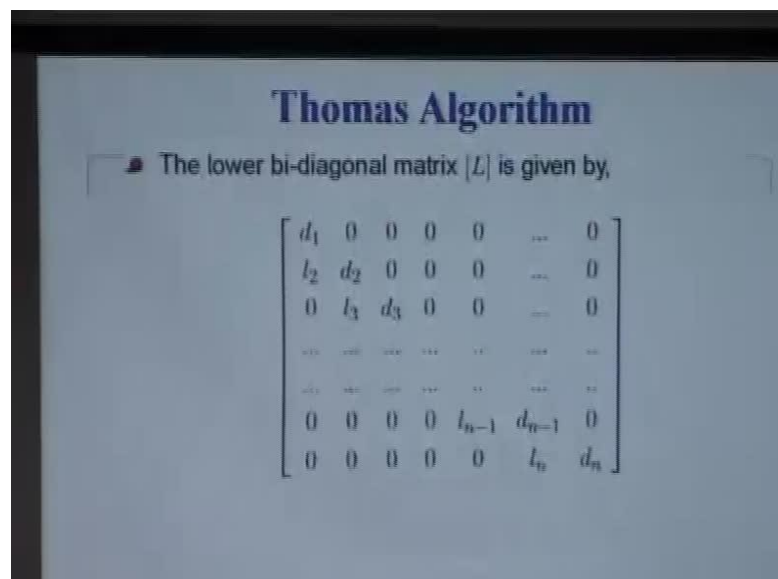 Thomas Algorithm
The lower bi-diagonal matrix [L] is given by,
d₁ 0 0 0 0 ... 0
l₂ d₂ 0 0 0 ... 0
0 l₃ d₃ 0 0 ... 0
... ... ... ... .. ... ..
... ... ... ... .. ... ..
0 0 0 0 lₙ₋₁ dₙ₋₁ 0
0 0 0 0 0 lₙ dₙ